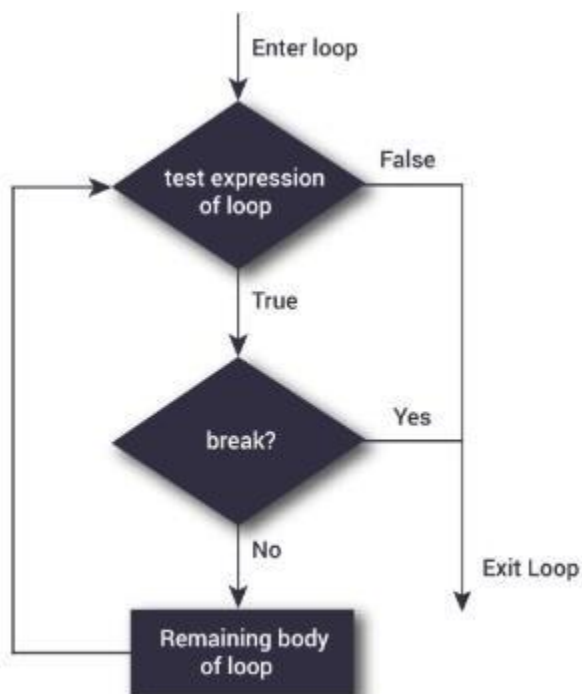 Enter loop
test expression
of loop
False
True
break?
Yes
No
Exit Loop
Remaining body
of loop